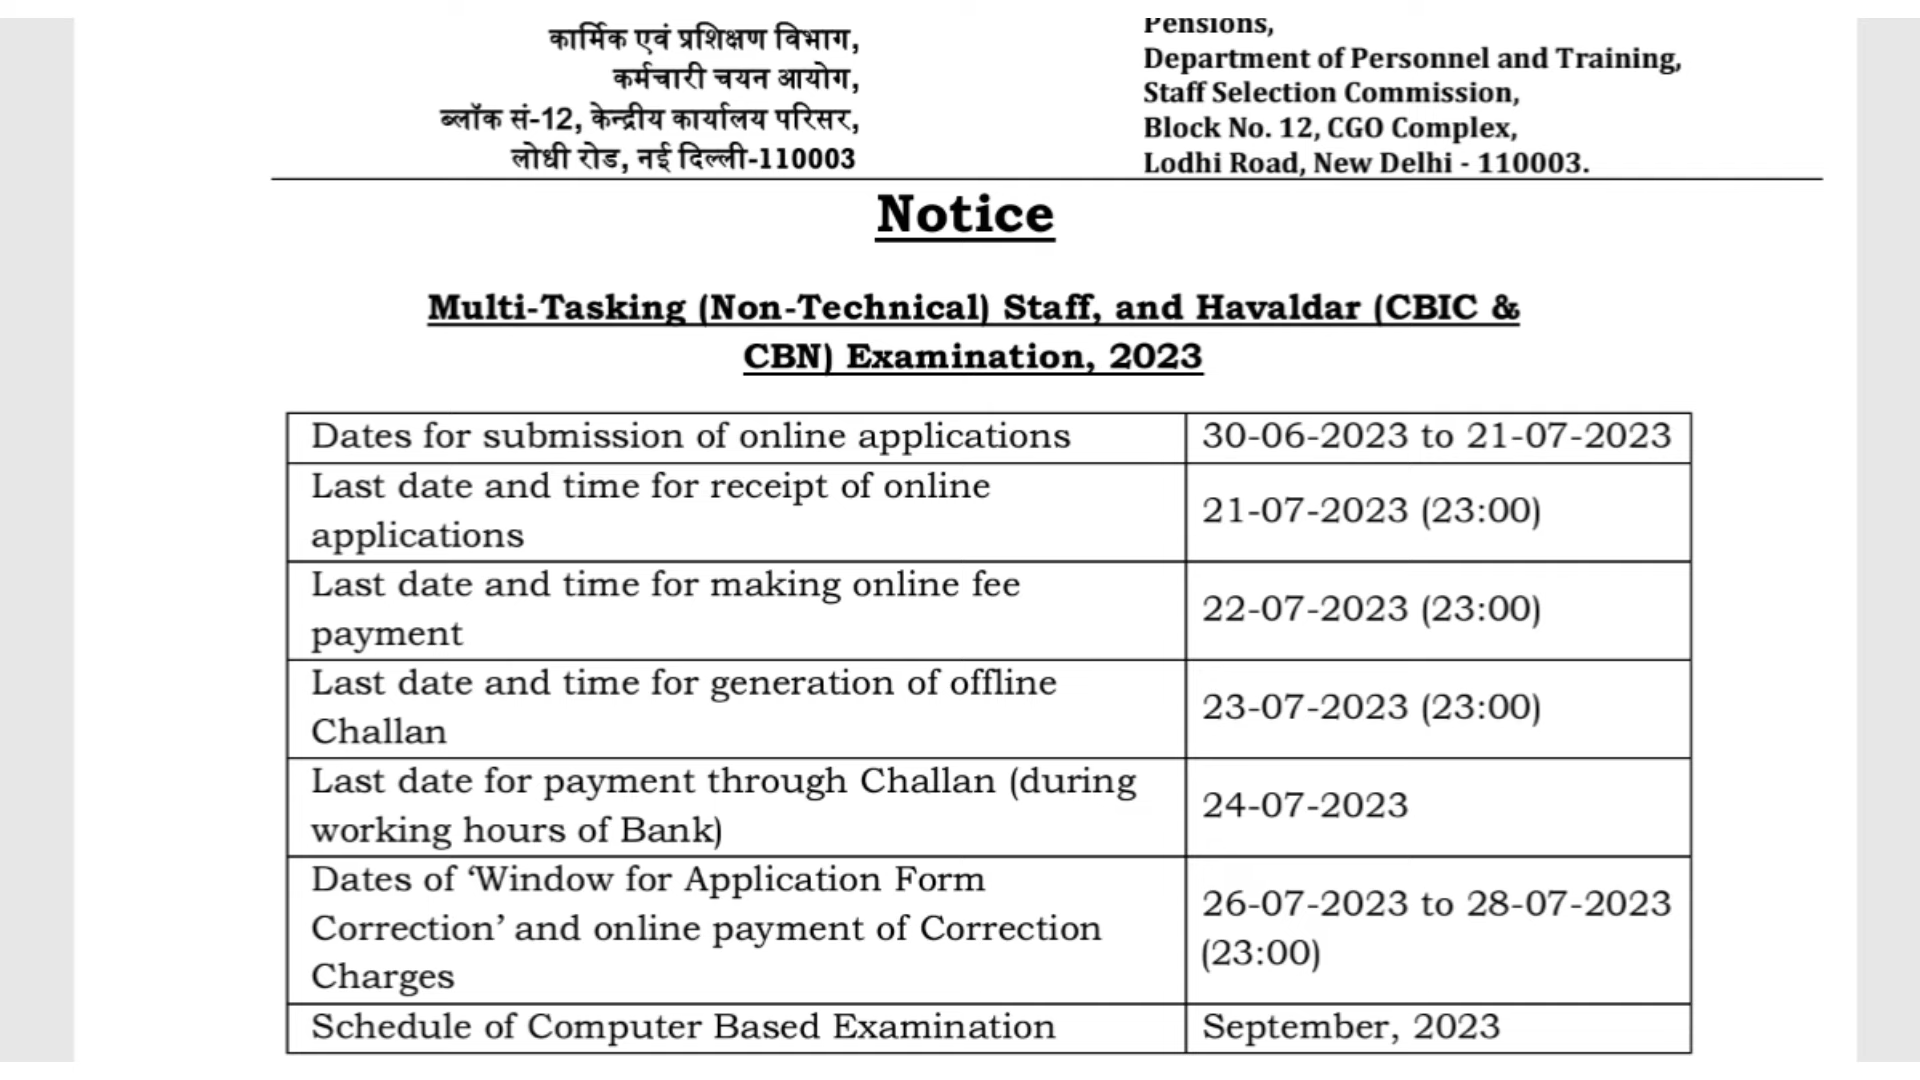 कार्मिक एवं प्रशिक्षण विभाग,
कर्मचारी चयन आयोग,
ब्लॉक सं-12, केन्द्रीय कार्यालय परिसर,
लोधी रोड, नई दिल्ली-110003
Pensions,
Department of Personnel and Training,
Staff Selection Commission,
Block No. 12, CGO Complex,
Lodhi Road, New Delhi - 110003.
Notice
Multi-Tasking (Non-Technical) Staff, and Havaldar (CBIC &
CBN) Examination, 2023
Dates for submission of online applications
30-06-2023 to 21-07-2023
Last date and time for receipt of online
applications
21-07-2023 (23:00)
Last date and time for making online fee
payment
22-07-2023 (23:00)
Last date and time for generation of offline
Challan
23-07-2023 (23:00)
Last date for payment through Challan (during
working hours of Bank)
24-07-2023
Dates of ‘Window for Application Form
Correction’ and online payment of Correction
Charges
26-07-2023 to 28-07-2023
(23:00)
Schedule of Computer Based Examination
September, 2023